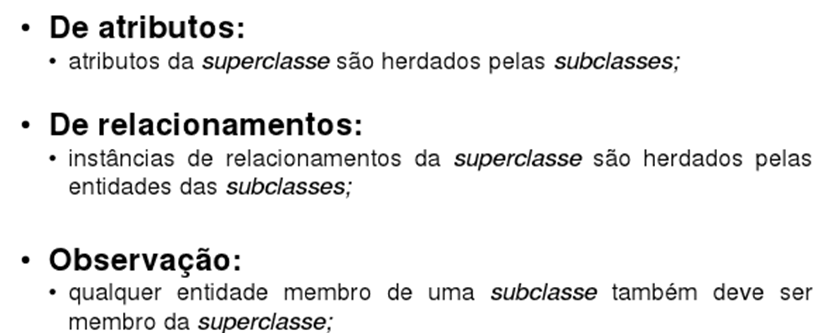 • De atributos:
• atributos da superclasse são herdados pelas subclasses;
• De relacionamentos:
• instâncias de relacionamentos da superclasse são herdados pelas
entidades das subclasses;
• Observação:
• qualquer entidade membro de uma subclasse também deve ser
membro da superclasse;